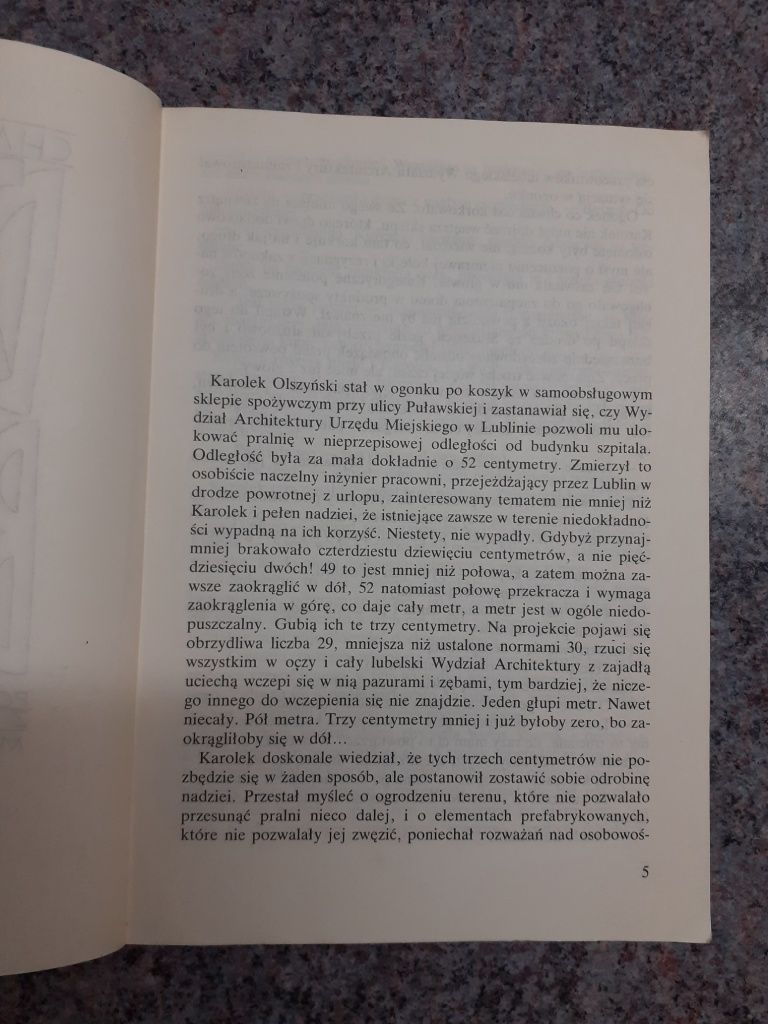 Karolek Olszyński stał w ogonku po koszyk w samoobsługowym
sklepie spożywczym przy ulicy Puławskiej i zastanawiał się, czy Wy-
dział Architektury Urzędu Miejskiego w Lublinie pozwoli mu ulo-
kować pralnię w nieprzepisowej odległości od budynku szpitala.
Odległość była za mała dokładnie o 52 centymetry. Zmierzył to
osobiście naczelny inżynier pracowni, przejeżdżający przez Lublin w
drodze powrotnej z urlopu, zainteresowany tematem nie mniej niż
Karolek i pełen nadziei, że istniejące zawsze w terenie niedokładno-
ści wypadną na ich korzyść. Niestety, nie wypadły. Gdybyż przynaj-
mniej brakowało czterdziestu dziewięciu centymetrów, a nie pięć-
dziesięciu dwóch! 49 to jest mniej niż połowa, a zatem można za-
wsze zaokrąglić w dół, 52 natomiast połowę przekracza i wymaga
zaokrąglenia w górę, co daje cały metr, a metr jest w ogóle niedo-
puszczalny. Gubią ich te trzy centymetry. Na projekcie pojawi się
obrzydliwa liczba 29, mniejsza niż ustalone normami 30, rzuci się
wszystkim w oczy i cały lubelski Wydział Architektury z zajadłą
uciechą wczepi się w nią pazurami i zębami, tym bardziej, że nicze-
go innego do wczepienia się nie znajdzie. Jeden głupi metr. Nawet
niecały. Pół metra. Trzy centymetry mniej i już byłoby zero, bo za-
okrągliłoby się w dół...
Karolek doskonale wiedział, że tych trzech centymetrów nie po-
zbędzie się w żaden sposób, ale postanowił zostawić sobie odrobinę
nadziei. Przestał myśleć o ogrodzeniu terenu, które nie pozwalało
przesunąć pralni nieco dalej, i o elementach prefabrykowanych,
które nie pozwalały jej zwęzić, poniechał rozważań nad osobowoś-
5